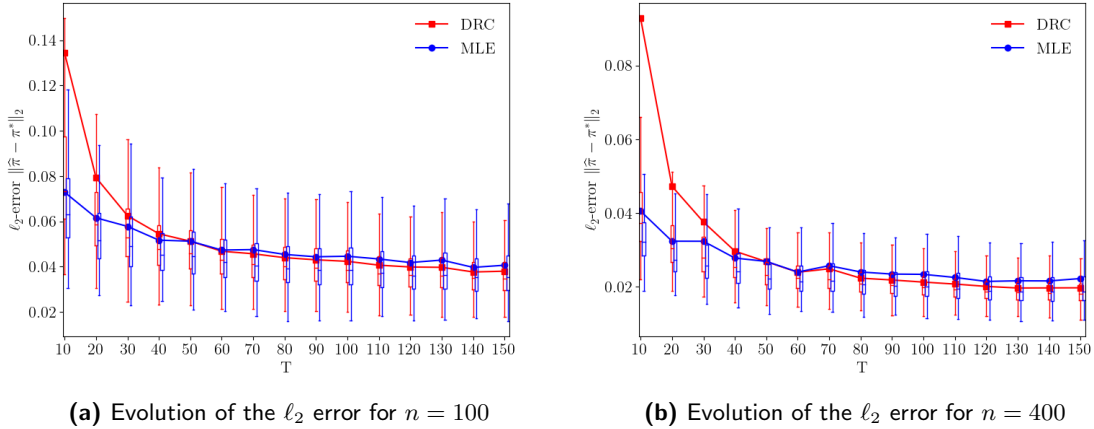 0.14
0.12
0.10
0.08
0.06
0.04
0.02
ℓ₂-error ||π̂ − π*||₂
DRC
MLE
10 20 30 40 50 60 70 80 90 100 110 120 130 140 150
T
(a) Evolution of the ℓ₂ error for n = 100
0.08
0.06
0.04
0.02
ℓ₂-error ||π̂ − π*||₂
DRC
MLE
10 20 30 40 50 60 70 80 90 100 110 120 130 140 150
T
(b) Evolution of the ℓ₂ error for n = 400